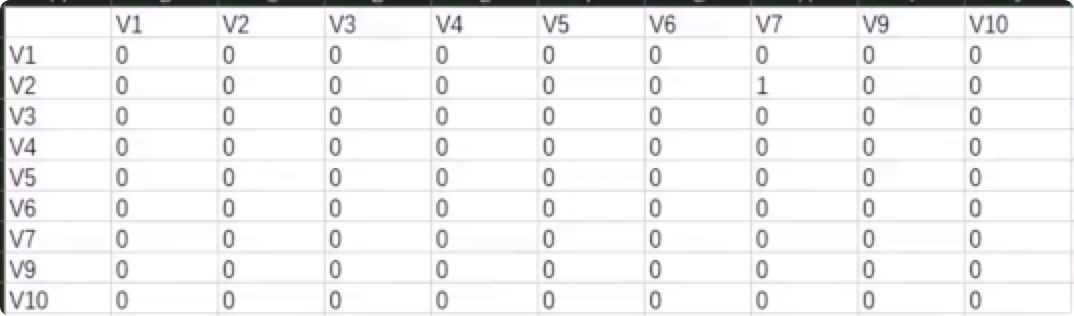 V1 V2 V3 V4 V5 V6 V7 V9 V10
V1 0 0 0 0 0 0 0 0 0
V2 0 0 0 0 0 0 1 0 0
V3 0 0 0 0 0 0 0 0 0
V4 0 0 0 0 0 0 0 0 0
V5 0 0 0 0 0 0 0 0 0
V6 0 0 0 0 0 0 0 0 0
V7 0 0 0 0 0 0 0 0 0
V9 0 0 0 0 0 0 0 0 0
V10 0 0 0 0 0 0 0 0 0